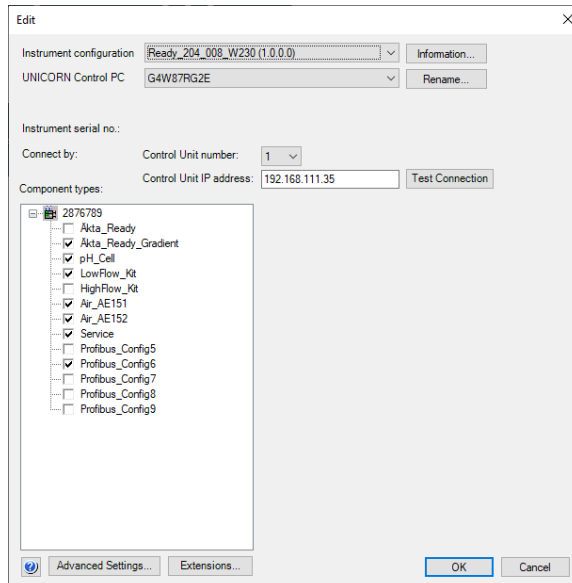 Edit
Instrument configuration Ready_204_008_W230 (1.0.0.0) Information...
UNICORN Control PC G4W87RG2E Rename...
Instrument serial no.:
Connect by: Control Unit number: 1
Control Unit IP address: 192.168.111.35 Test Connection
Component types:
2876789
Akta_Ready
Akta_Ready_Gradient
pH_Cell
LowFlow_Kit
HighFlow_Kit
Air_AE151
Air_AE152
Service
Profibus_Config5
Profibus_Config6
Profibus_Config7
Profibus_Config8
Profibus_Config9
Advanced Settings... Extensions... OK Cancel